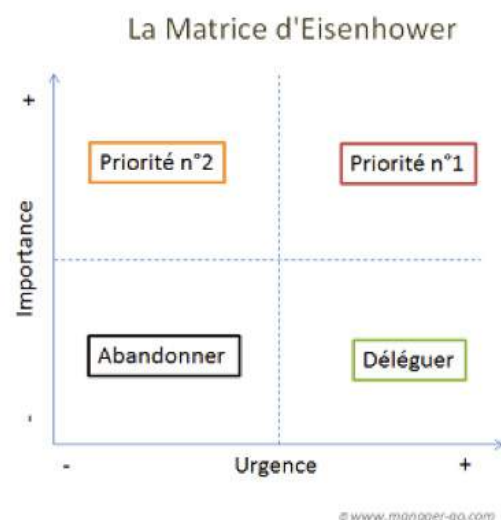 La Matrice d'Eisenhower
+
Priorité n°2
Priorité n°1
Importance
Abandonner
Déléguer
-
-
Urgence
+
©www.manager-go.com